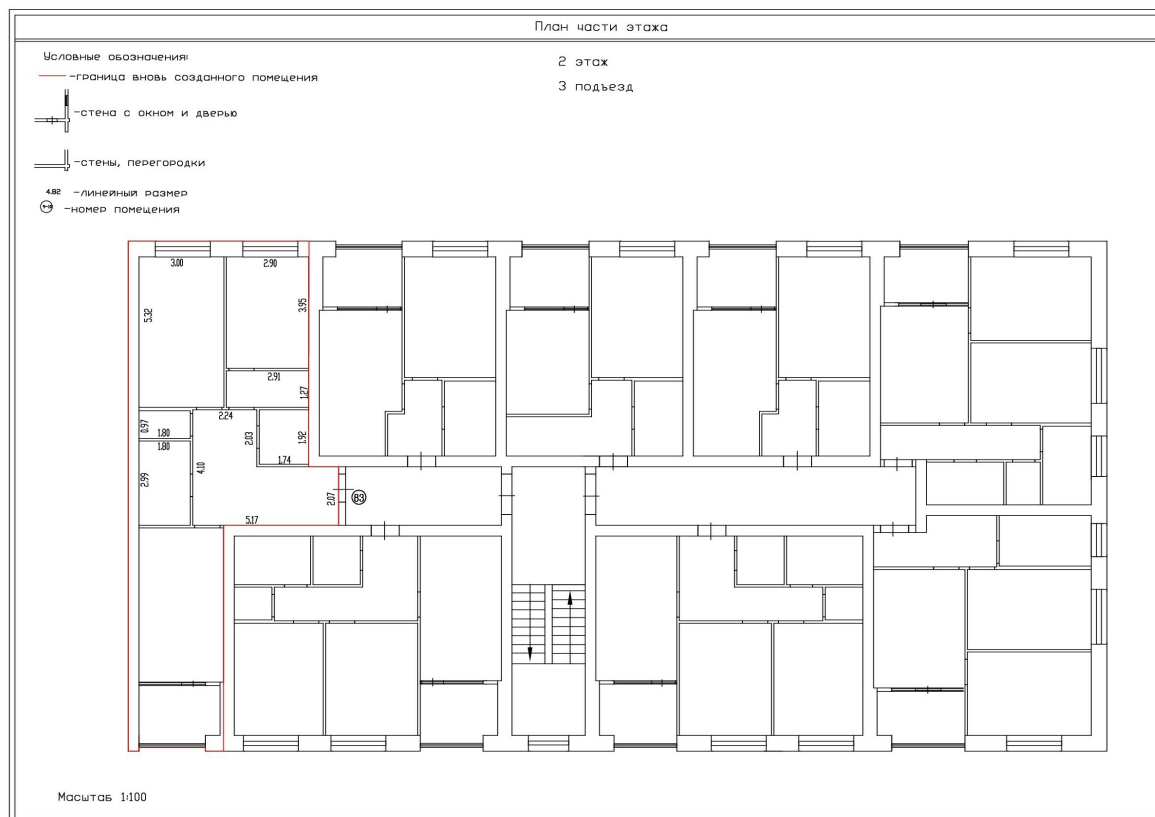 План части этажа
Условные обозначения:
-граница вновь созданного помещения
-стена с окном и дверью
-стены, перегородки
4.82 -линейный размер
-номер помещения
2 этаж
3 подъезд
3.00
2.90
5.32
3.95
2.91
1.27
2.24
0.97
1.80
2.03
1.92
1.80
1.74
4.10
2.99
2.07
83
5.17
Масштаб 1:100